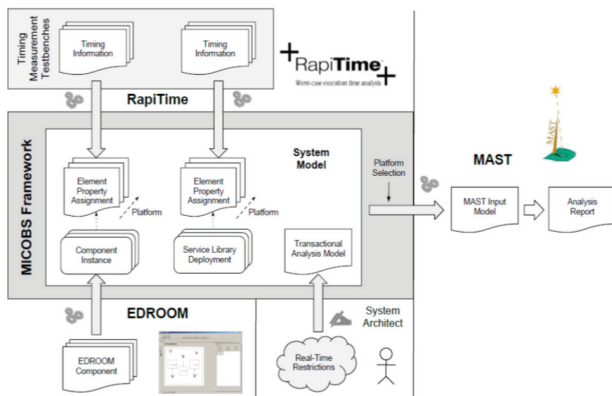 Timing
Measurement
Testbenches
Timing
Information
Timing
Information
RapiTime
Worst-case execution time analysis
RapiTime
MICOBS Framework
System
Model
Element
Property
Assignment
Element
Property
Assignment
Platform
Platform
Component
Instance
Service Library
Deployment
Transactional
Analysis Model
Platform
Selection
MAST
MAST
MAST Input
Model
Analysis
Report
EDROOM
EDROOM
Component
System
Architect
Real-Time
Restrictions